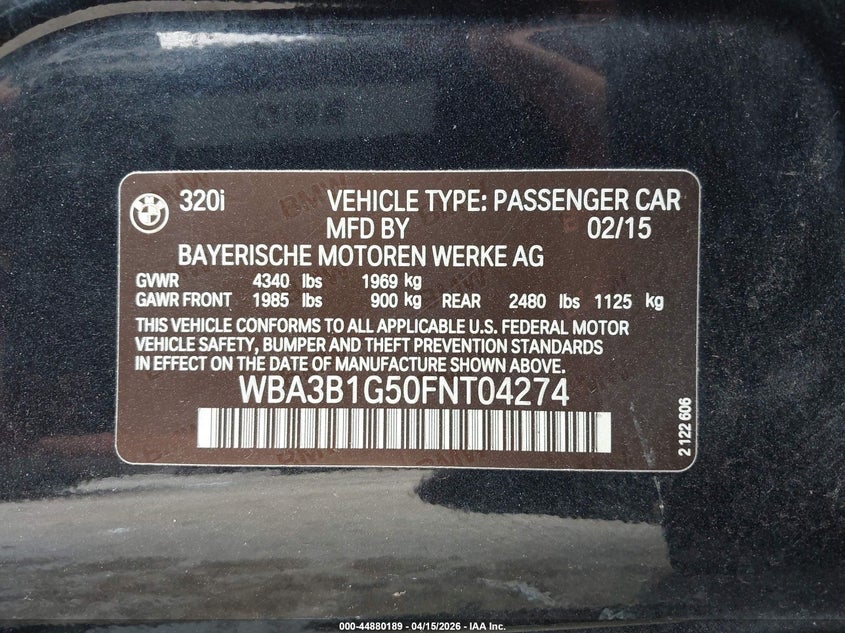 320i VEHICLE TYPE: PASSENGER CAR
MFD BY 02/15
BAYERISCHE MOTOREN WERKE AG
GVWR 4340 lbs 1969 kg
GAWR FRONT 1985 lbs 900 kg REAR 2480 lbs 1125 kg
THIS VEHICLE CONFORMS TO ALL APPLICABLE U.S. FEDERAL MOTOR
VEHICLE SAFETY, BUMPER AND THEFT PREVENTION STANDARDS
IN EFFECT ON THE DATE OF MANUFACTURE SHOWN ABOVE.
WBA3B1G50FNT04274
2 122 606
000-44880189 - 04/15/2026 - IAA Inc.